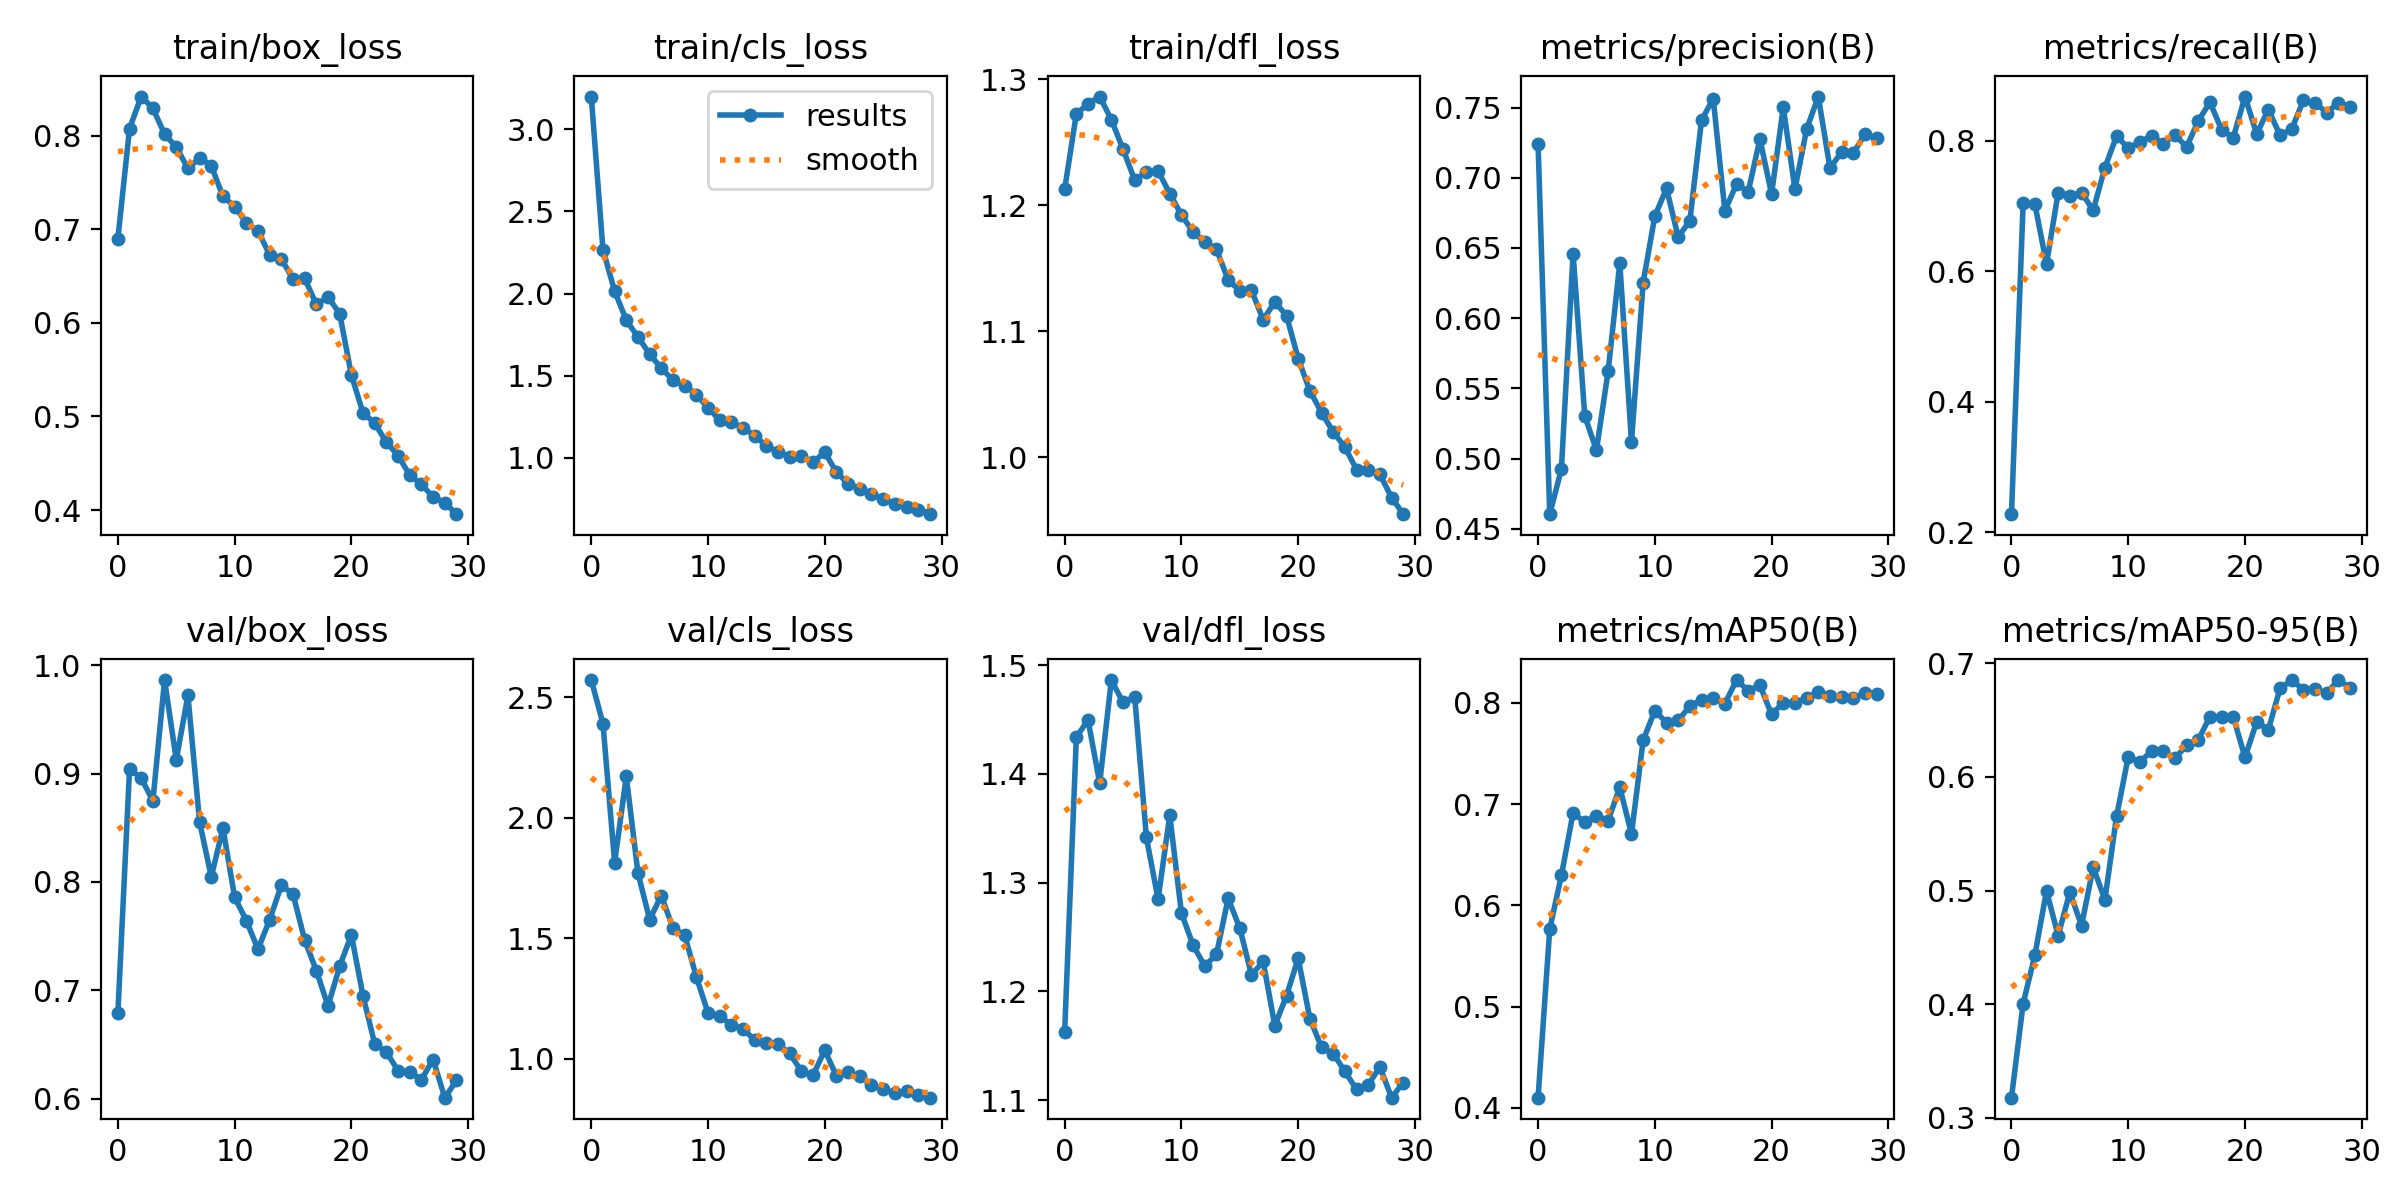 train/box_loss
0.8
0.7
0.6
0.5
0.4
0 10 20 30
train/cls_loss
results
smooth
3.0
2.5
2.0
1.5
1.0
0 10 20 30
train/dfl_loss
1.3
1.2
1.1
1.0
0 10 20 30
metrics/precision(B)
0.75
0.70
0.65
0.60
0.55
0.50
0.45
0 10 20 30
metrics/recall(B)
0.8
0.6
0.4
0.2
0 10 20 30
val/box_loss
1.0
0.9
0.8
0.7
0.6
0 10 20 30
val/cls_loss
2.5
2.0
1.5
1.0
0 10 20 30
val/dfl_loss
1.5
1.4
1.3
1.2
1.1
0 10 20 30
metrics/mAP50(B)
0.8
0.7
0.6
0.5
0.4
0 10 20 30
metrics/mAP50-95(B)
0.7
0.6
0.5
0.4
0.3
0 10 20 30